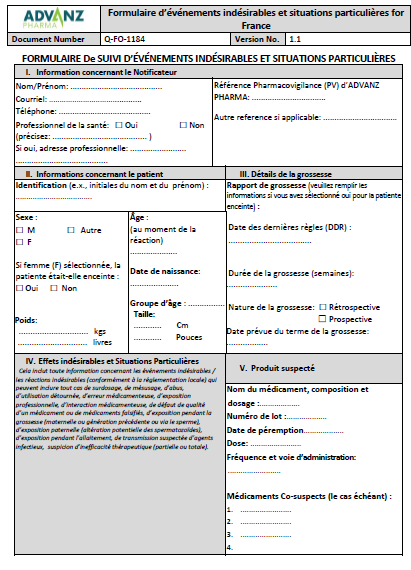 ADVANZ
PHARMA
Formulaire d'événements indésirables et situations particulières for
France
Document Number
Q-FO-1184
Version No.
1.1
FORMULAIRE De SUIVI D'ÉVÉNEMENTS INDÉSIRABLES ET SITUATIONS PARTICULIÈRES
I. Information concernant le Notificateur
Nom/Prénom: ................................
Courriel: .......................................
Téléphone: ...................................
Professionnel de la santé: ☐ Oui ☐ Non
(précisez: ................................ )
Si oui, adresse professionnelle: ....................
................................
Référence Pharmacovigilance (PV) d'ADVANZ
PHARMA: .........................
Autre reference si applicable: .........................
II. Informations concernant le patient
Identification (e.x., initiales du nom et du prénom) :
..........................
Sexe :
☐ M ☐ Autre
☐ F
Si femme (F) sélectionnée, la
patiente était-elle enceinte :
☐ Oui ☐ Non
Poids:
................ kgs
................ livres
Âge :
(au moment de la
réaction)
................
Date de naissance:
................
Groupe d'âge : .............
Taille:
............ Cm
............ Pouces
III. Détails de la grossesse
Rapport de grossesse (veuillez remplir les
informations si vous avez sélectionné oui pour la patiente
enceinte) :
Date des dernières règles (DDR) :
............................
Durée de la grossesse (semaines):
................
Nature de la grossesse: ☐ Rétrospective
☐ Prospective
Date prévue du terme de la grossesse:
................
IV. Effets indésirables et Situations Particulières
Cela inclut toute information concernant les événements indésirables /
les réactions indésirables (conformément à la réglementation locale) qui
peuvent inclure tout cas de surdosage, de mésusage, d'abus,
d'utilisation détournée, d'erreur médicamenteuse, d'exposition
professionnelle, d'interaction médicamenteuse, de défaut de qualité
d'un médicament ou de médicaments falsifiés, d'exposition pendant la
grossesse (maternelle ou génération précédente ou via le sperme),
d'exposition paternelle (altération potentielle des spermatozoïdes),
d'exposition pendant l'allaitement, de transmission suspectée d'agents
infectieux, suspicion d'inefficacité thérapeutique (partielle ou totale).
V. Produit suspecté
Nom du médicament, composition et
dosage :.................
Numéro de lot : ................
Date de péremption................
Dose: ................
Fréquence et voie d'administration:
................
Médicaments Co-suspects (le cas échéant) :
1. ................
2. ................
3. ................
4.